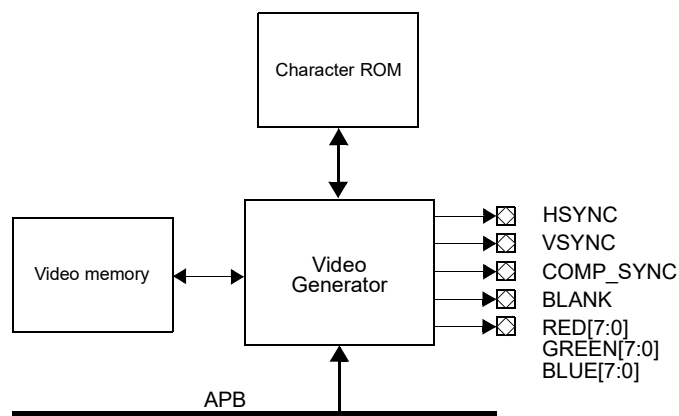 Character ROM
Video memory
Video
Generator
HSYNC
VSYNC
COMP_SYNC
BLANK
RED[7:0]
GREEN[7:0]
BLUE[7:0]
APB